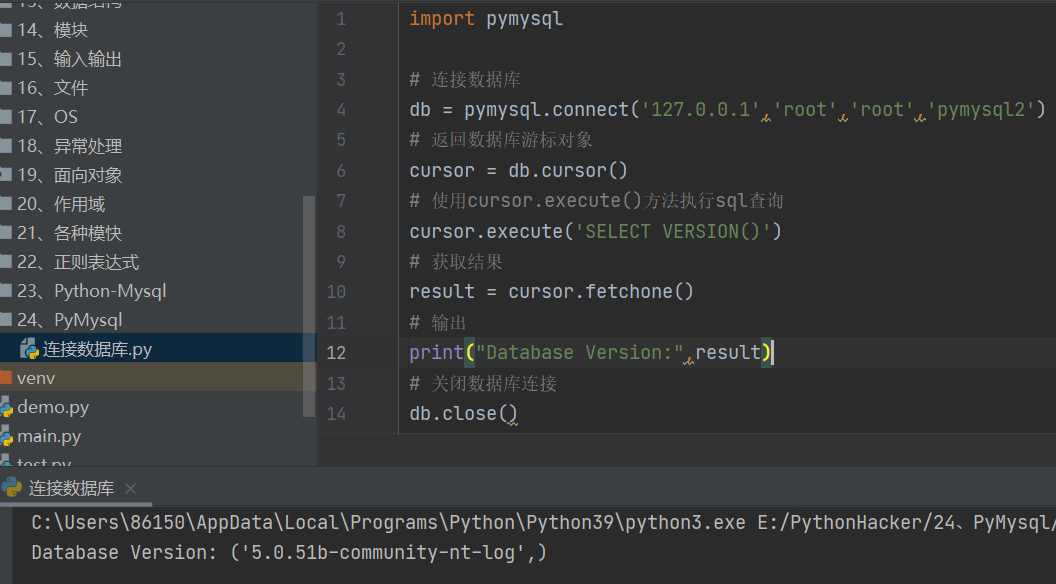 14、模块
15、输入输出
16、文件
17、OS
18、异常处理
19、面向对象
20、作用域
21、各种模快
22、正则表达式
23、Python-Mysql
24、PyMysql
连接数据库.py
venv
demo.py
main.py
test.py
1 import pymysql
2
3 # 连接数据库
4 db = pymysql.connect('127.0.0.1','root','root','pymysql2')
5 # 返回数据库游标对象
6 cursor = db.cursor()
7 # 使用cursor.execute()方法执行sql查询
8 cursor.execute('SELECT VERSION()')
9 # 获取结果
10 result = cursor.fetchone()
11 # 输出
12 print("Database Version:",result)
13 # 关闭数据库连接
14 db.close()
连接数据库
C:\Users\86150\AppData\Local\Programs\Python\Python39\python3.exe E:/PythonHacker/24、PyMysql/
Database Version: ('5.0.51b-community-nt-log',)